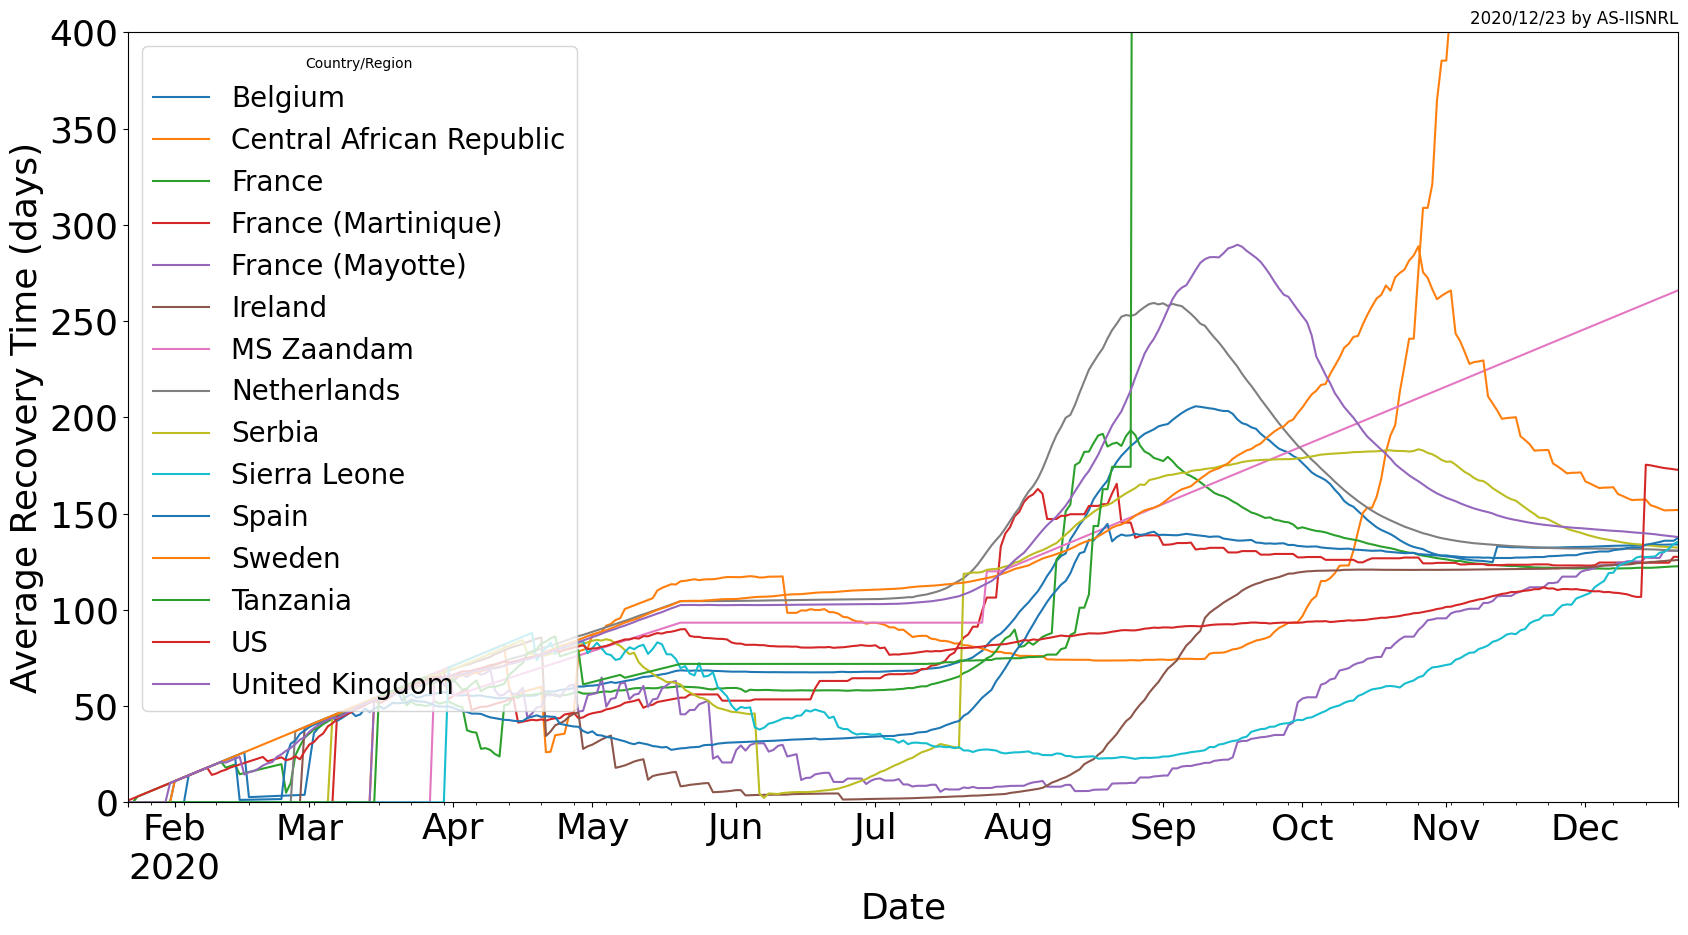 2020/12/23 by AS-IISNRL
400
350
300
250
200
150
100
50
0
Average Recovery Time (days)
Country/Region
Belgium
Central African Republic
France
France (Martinique)
France (Mayotte)
Ireland
MS Zaandam
Netherlands
Serbia
Sierra Leone
Spain
Sweden
Tanzania
US
United Kingdom
Feb Mar Apr May Jun Jul Aug Sep Oct Nov Dec
2020
Date